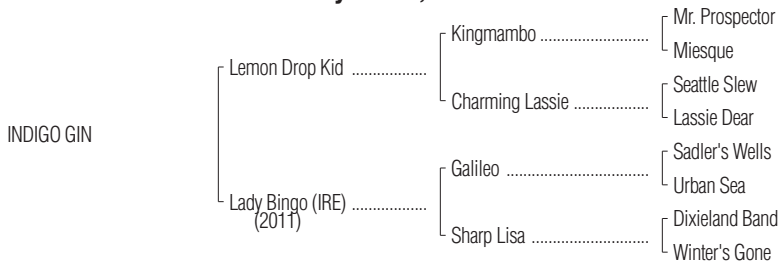 Mr. Prospector
Kingmambo ........................
Miesque
Lemon Drop Kid ..................
Seattle Slew
Charming Lassie .................
Lassie Dear
INDIGO GIN
Sadler's Wells
Galileo ................................
Urban Sea
Lady Bingo (IRE) ..................
(2011)
Dixieland Band
Sharp Lisa ..........................
Winter's Gone